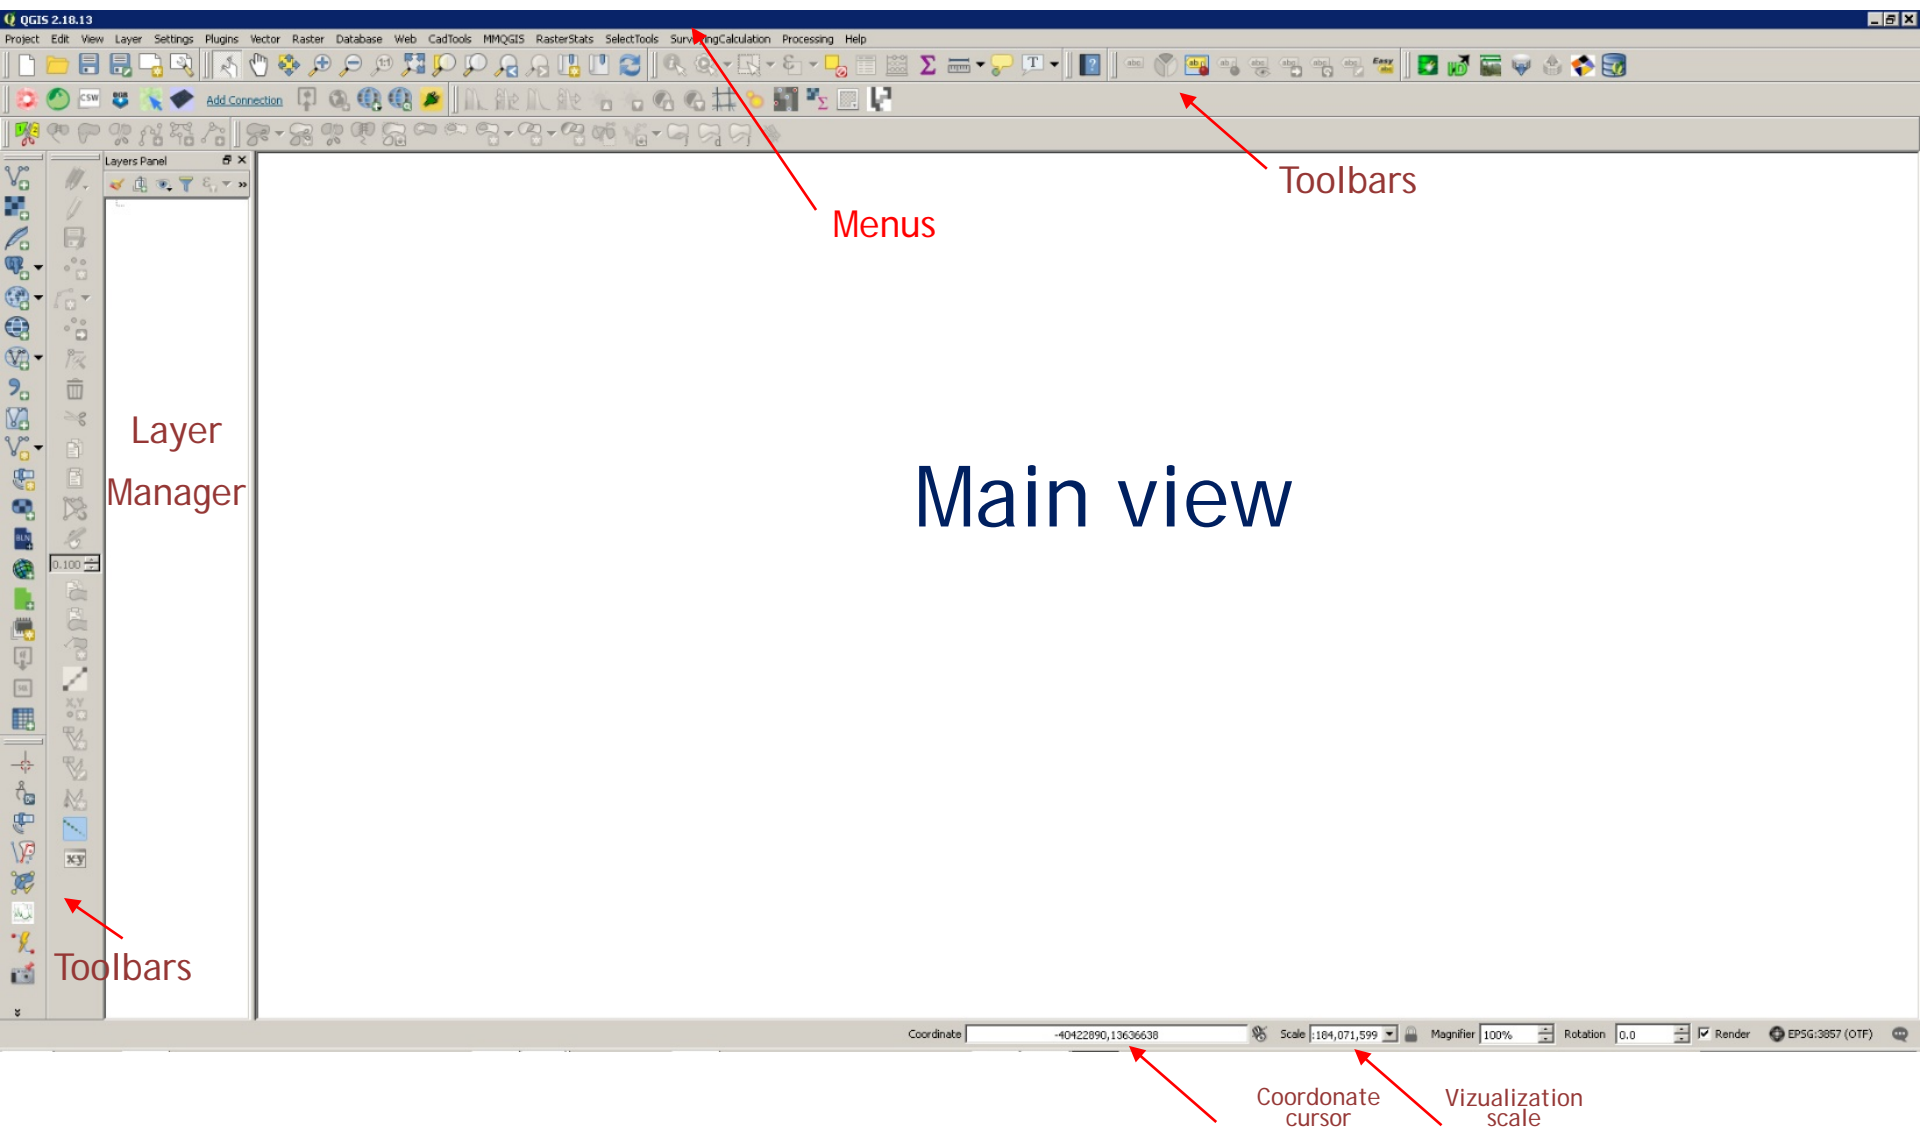 QGIS 2.18.13
Project Edit View Layer Settings Plugins Vector Raster Database Web CadTools MMQGIS RasterStats SelectTools SurveyingCalculation Processing Help
CSW Add Connection
Layers Panel
Toolbars
Menus
Layer
Manager
Main view
BLN
0.100
X,Y
x-y
Toolbars
Coordinate -40422890,13636638 Scale :184,071,599 Magnifier 100% Rotation 0.0 Render EPSG:3857 (OTF)
Coordonate
cursor
Vizualization
scale